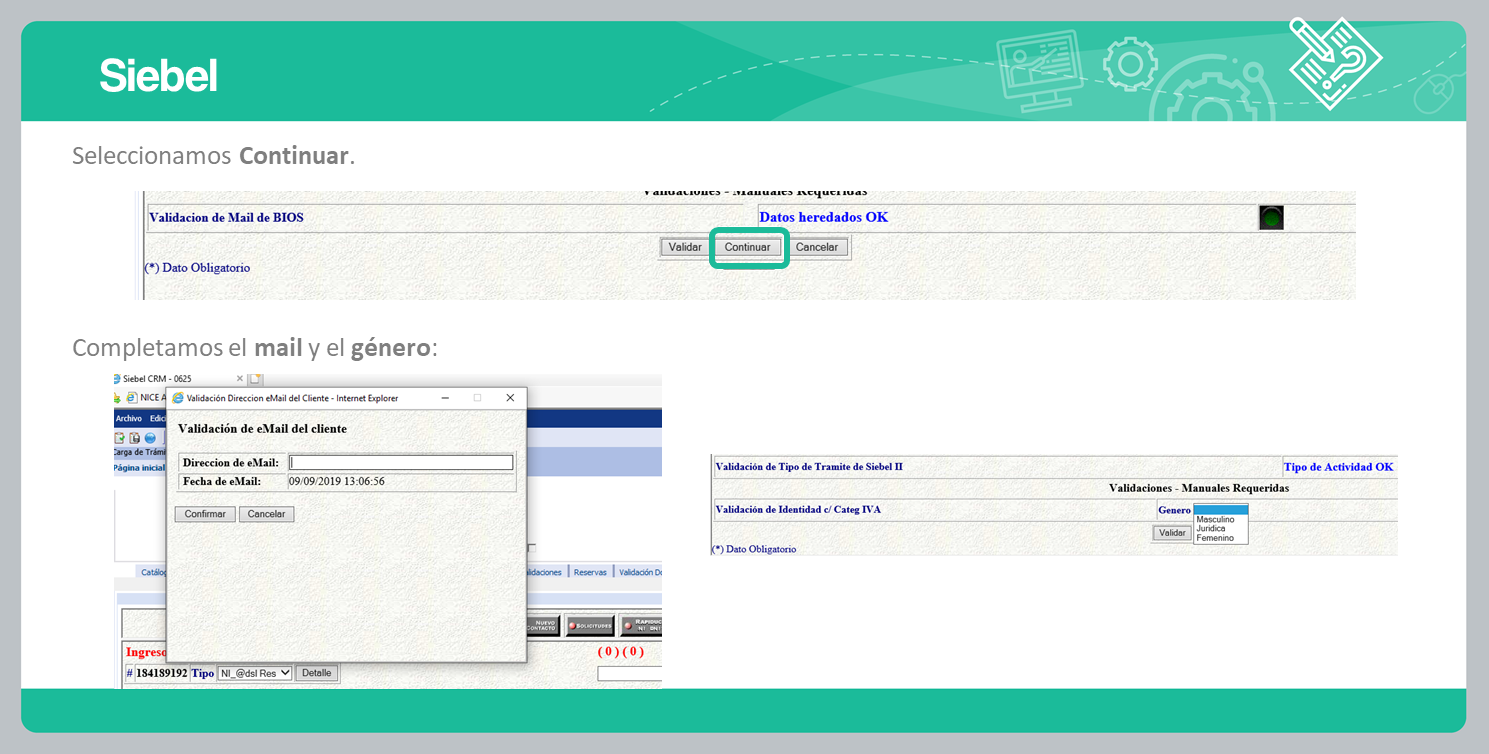 Siebel
Seleccionamos Continuar.
Validaciones - Manuales Requeridas
Validacion de Mail de BIOS
Datos heredados OK
Validar
Continuar
Cancelar
(*) Dato Obligatorio
Completamos el mail y el género:
Siebel CRM - 0625
NICE A
Archivo Edic
Carga de Trámi
Página inicial
Validación Direccion eMail del Cliente - Internet Explorer
Validación de eMail del cliente
Direccion de eMail:
Fecha de eMail: 09/09/2019 13:06:56
Confirmar
Cancelar
Catálog
lidaciones
Reservas
Validación Do
NUEVO
CONTACTO
SOLICITUDES
Ingreso
( 0 ) ( 0 )
# 184189192 Tipo NI_@dsl Res Detalle
Validación de Tipo de Tramite de Siebel II
Tipo de Actividad OK
Validaciones - Manuales Requeridas
Validación de Identidad c/ Categ IVA
Genero
Masculino
Juridica
Femenino
Validar
(*) Dato Obligatorio